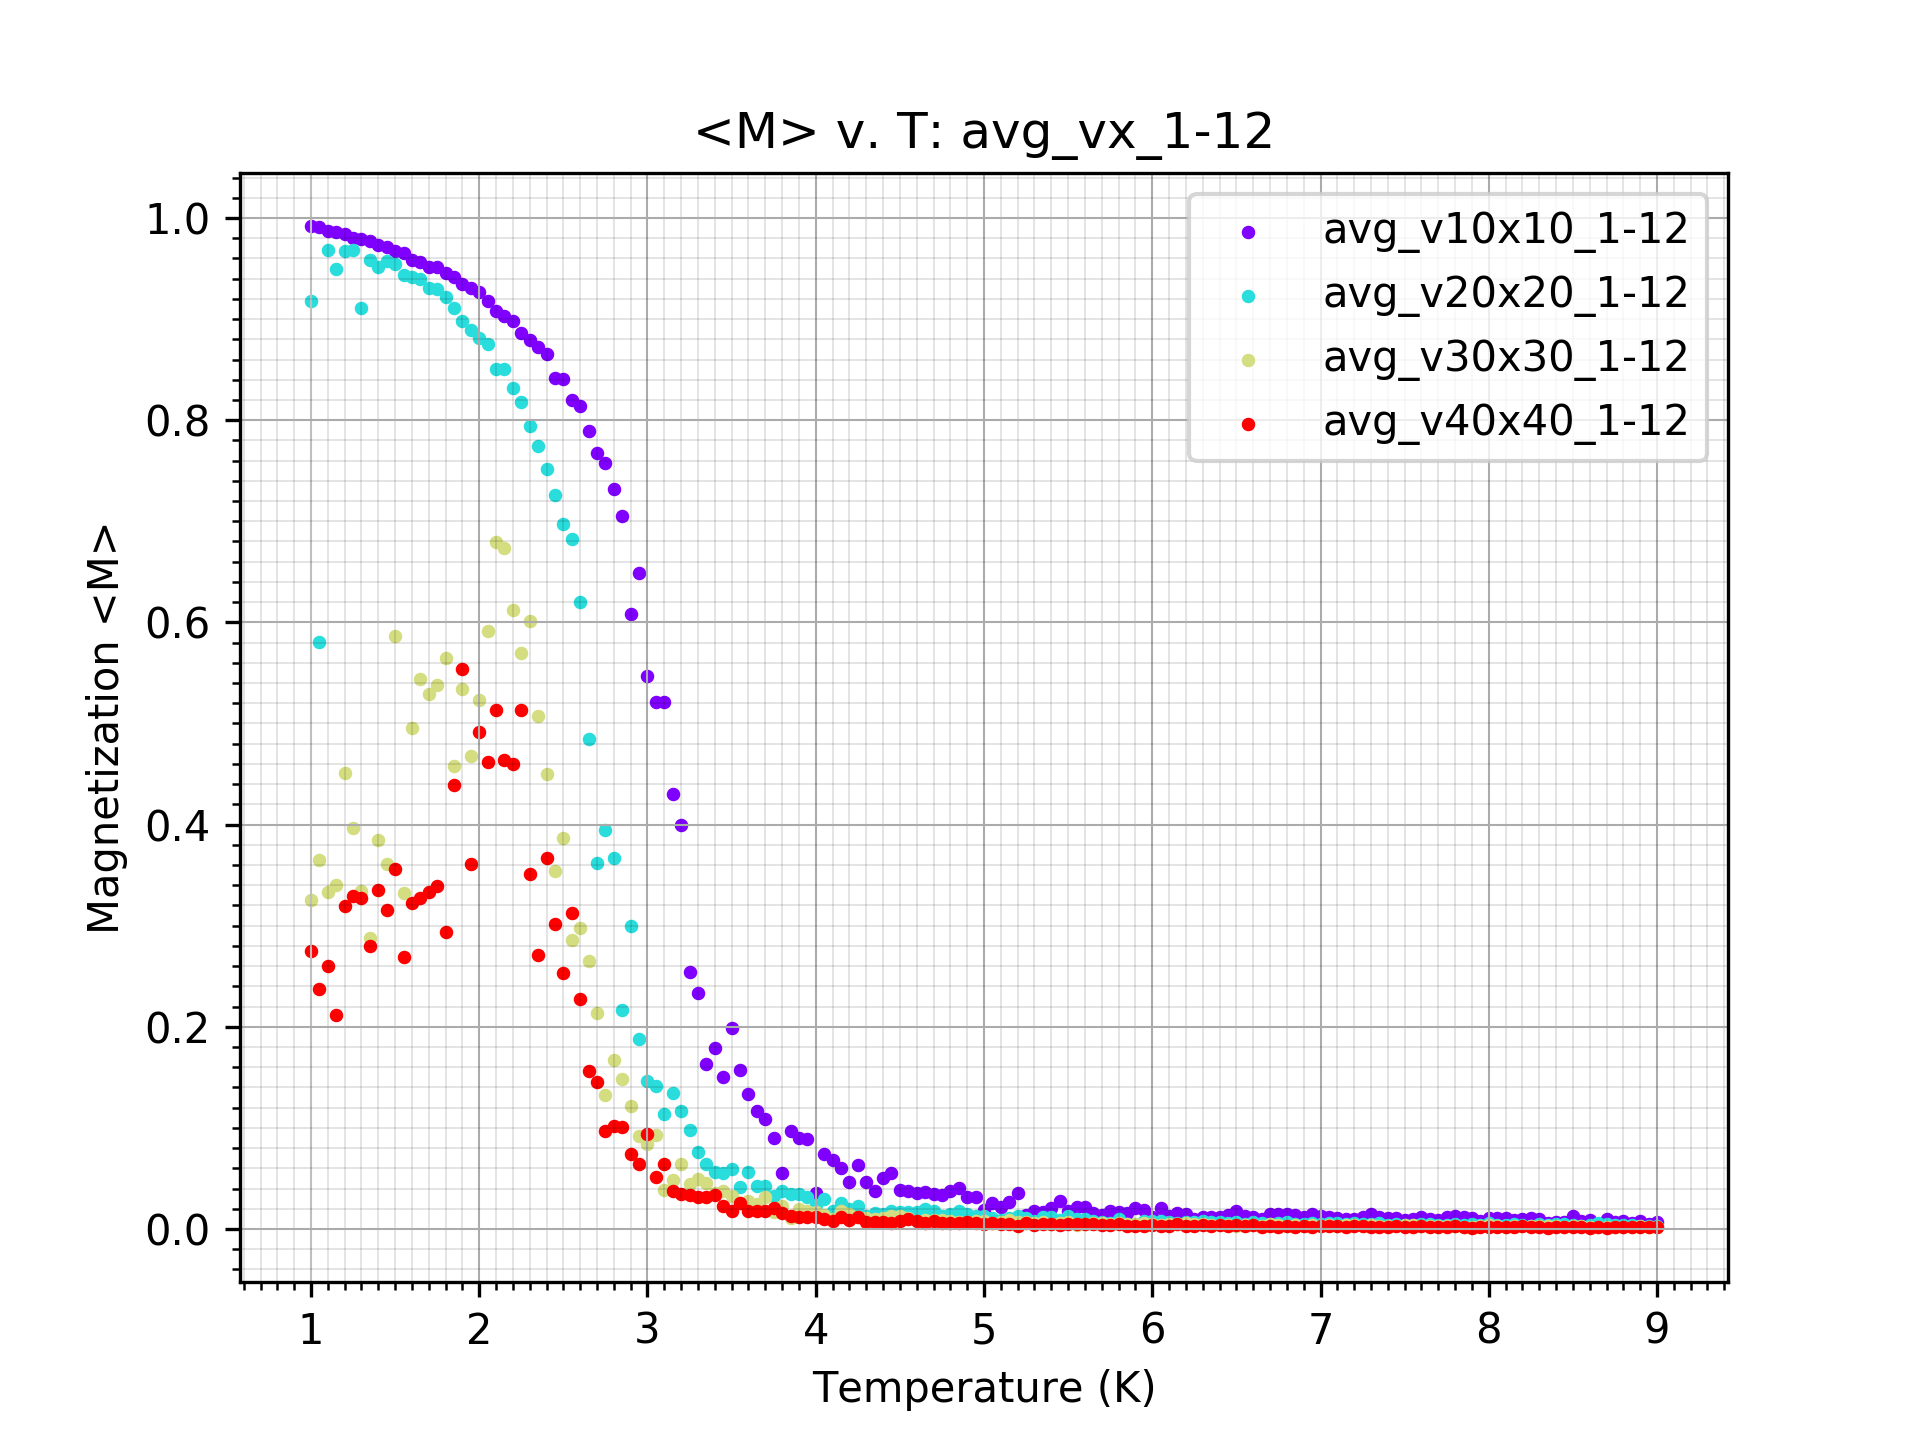 <M> v. T: avg_vx_1-12
avg_v10x10_1-12
avg_v20x20_1-12
avg_v30x30_1-12
avg_v40x40_1-12
Magnetization <M>
1.0
0.8
0.6
0.4
0.2
0.0
1 2 3 4 5 6 7 8 9
Temperature (K)